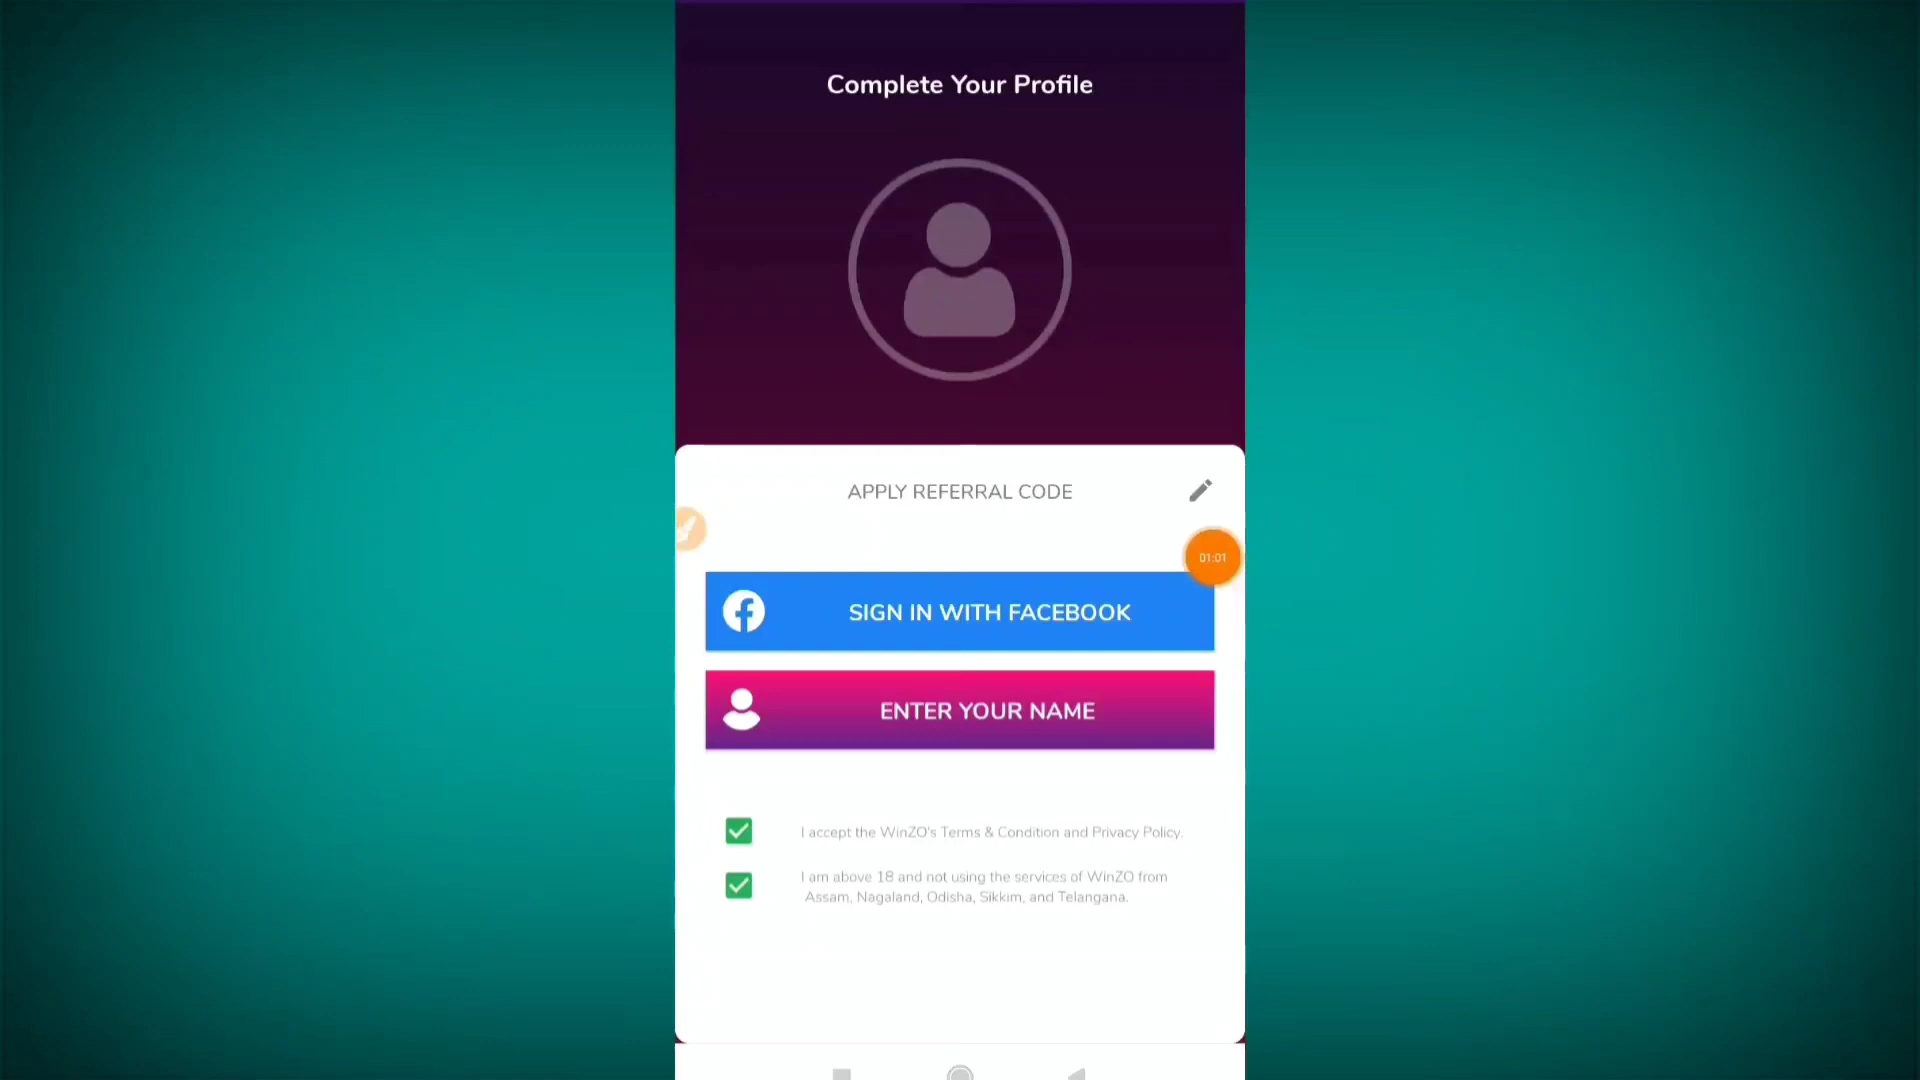 Complete Your Profile
APPLY REFERRAL CODE
01:01
SIGN IN WITH FACEBOOK
ENTER YOUR NAME
I accept the WinZO's Terms & Condition and Privacy Policy.
I am above 18 and not using the services of WinZO from
Assam, Nagaland, Odisha, Sikkim, and Telangana.